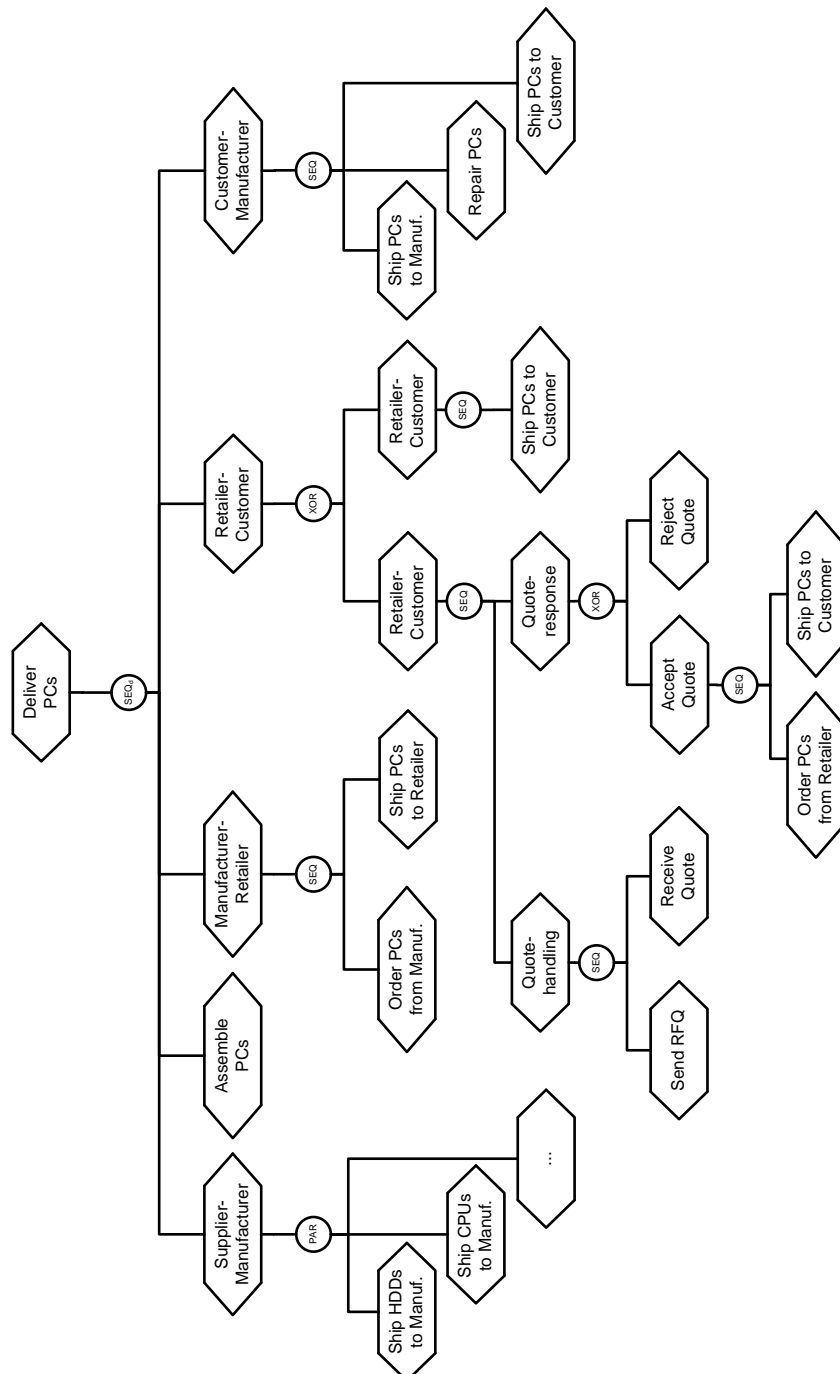 Deliver
PCs
SEQd
Supplier-
Manufacturer
Assemble
PCs
Manufacturer-
Retailer
Retailer-
Customer
Customer-
Manufacturer
PAR
SEQ
XOR
SEQ
Ship HDDs
to Manuf.
Ship CPUs
to Manuf.
...
Order PCs
from Manuf.
Ship PCs
to Retailer
Retailer-
Customer
Retailer-
Customer
Ship PCs
to Manuf.
Repair PCs
Ship PCs to
Customer
SEQ
SEQ
Quote-
handling
Quote-
response
Ship PCs to
Customer
SEQ
XOR
Send RFQ
Receive
Quote
Accept
Quote
Reject
Quote
SEQ
Order PCs
from Retailer
Ship PCs to
Customer